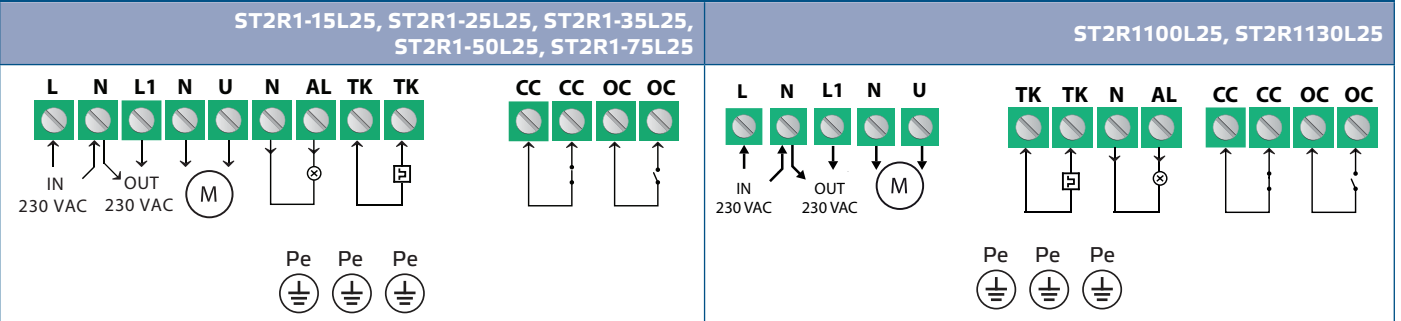 ST2R1-15L25, ST2R1-25L25, ST2R1-35L25,
ST2R1-50L25, ST2R1-75L25
L N L1 N U N AL TK TK CC CC OC OC
IN OUT
230 VAC 230 VAC M
Pe Pe Pe
ST2R1100L25, ST2R1130L25
L N L1 N U TK TK N AL CC CC OC OC
IN OUT
230 VAC 230 VAC M
Pe Pe Pe